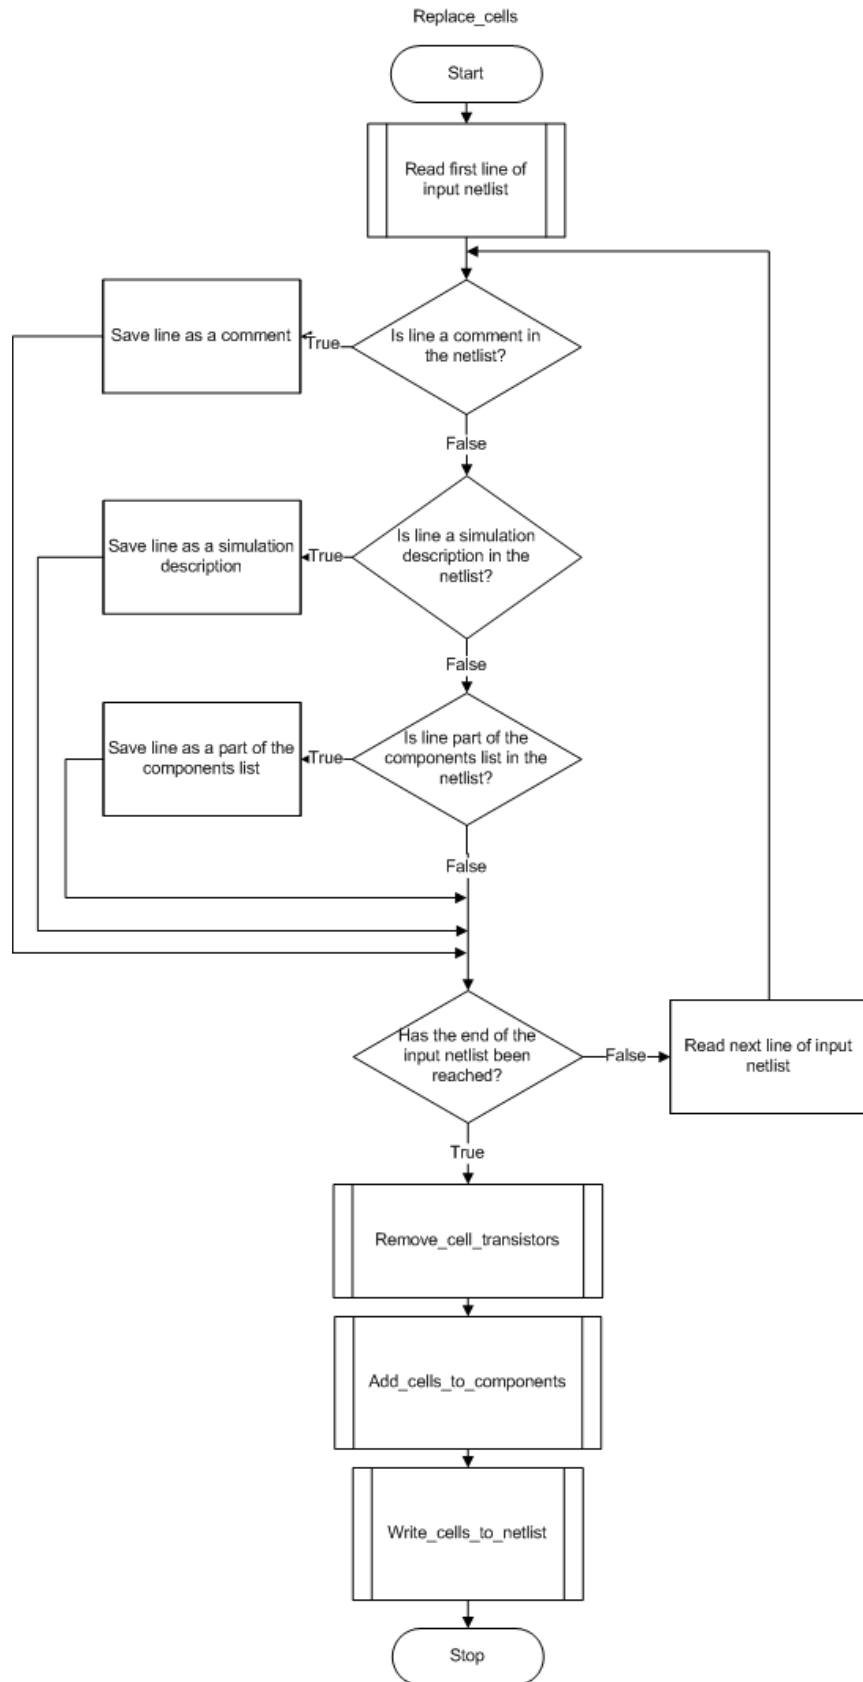 Replace_cells
Start
Read first line of
input netlist
Save line as a comment
True
Is line a comment in
the netlist?
False
Save line as a simulation
description
True
Is line a simulation
description in the
netlist?
False
Save line as a part of the
components list
True
Is line part of the
components list in the
netlist?
False
Has the end of the
input netlist been
reached?
False
Read next line of input
netlist
True
Remove_cell_transistors
Add_cells_to_components
Write_cells_to_netlist
Stop